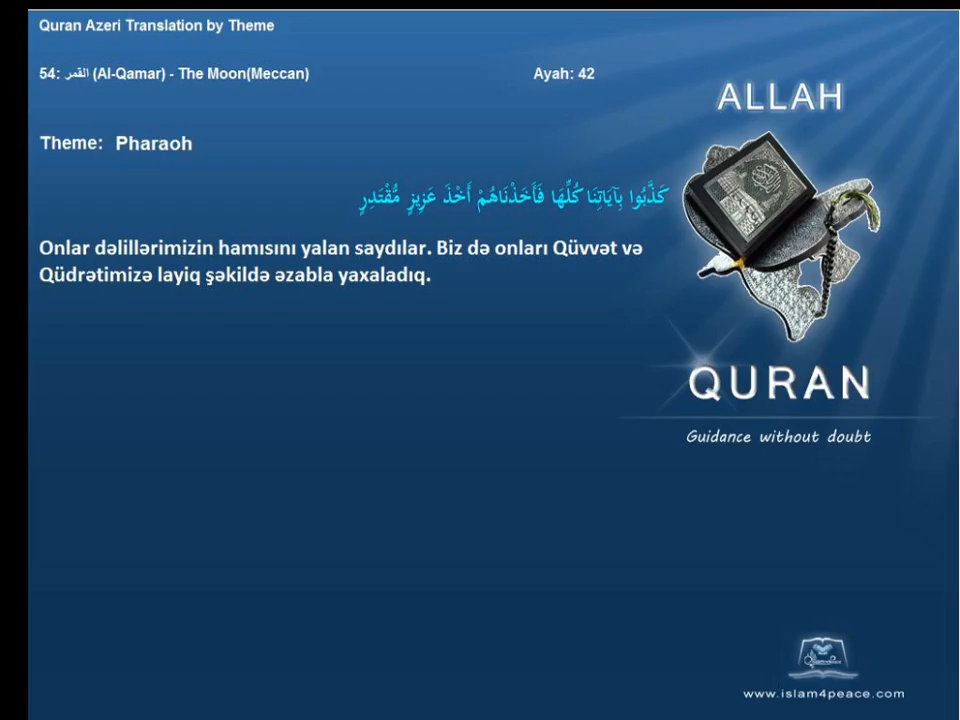 Quran Azeri Translation by Theme
54: القمر (Al-Qamar) - The Moon(Meccan)
Ayah: 42
ALLAH
Theme: Pharaoh
كَذَّبُوا بِآيَاتِنَا كُلِّهَا فَأَخَذْنَاهُمْ أَخْذَ عَزِيزٍ مُّقْتَدِرٍ
Onlar dəlillərimizin hamısını yalan saydılar. Biz də onları Qüvvət və
Qüdrətimizə layiq şəkildə əzabla yaxaladıq.
QURAN
Guidance without doubt
www.islam4peace.com